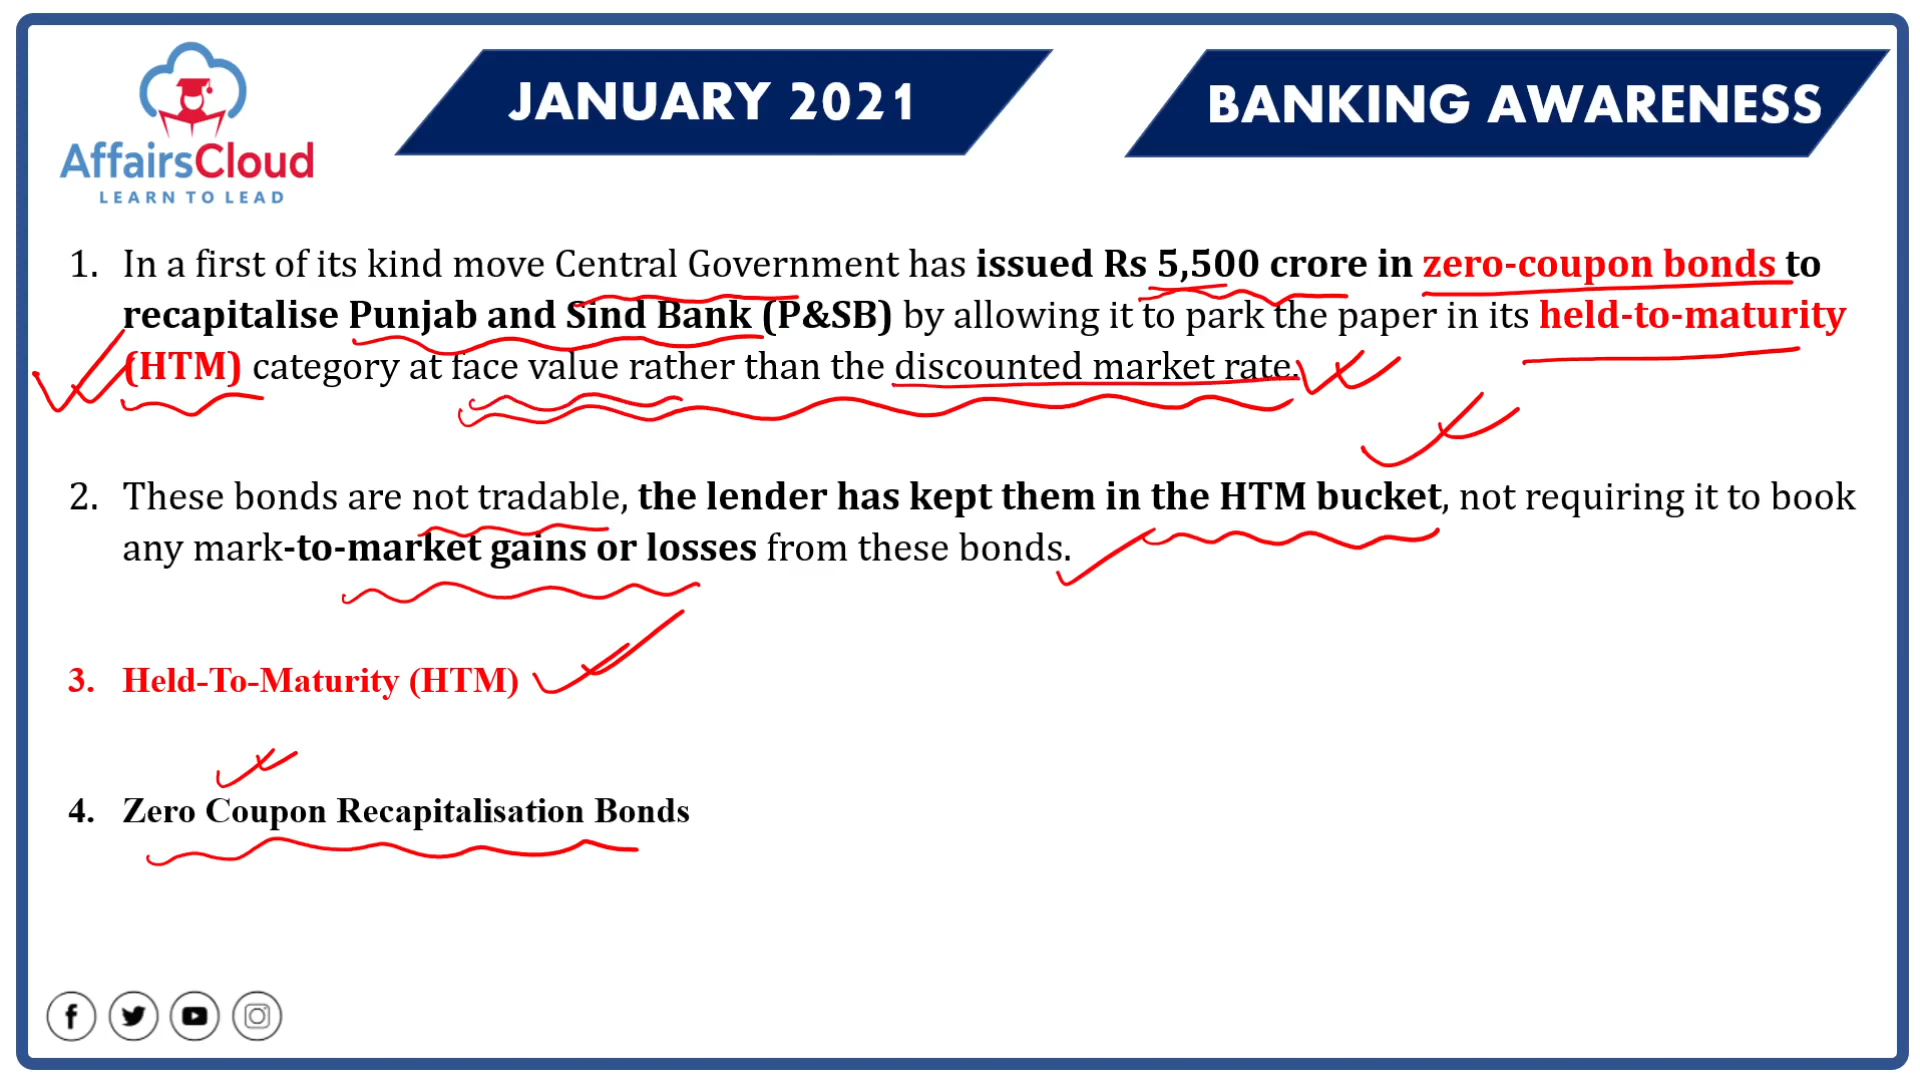 AffairsCloud
LEARN TO LEAD
JANUARY 2021
BANKING AWARENESS
1. In a first of its kind move Central Government has issued Rs 5,500 crore in zero-coupon bonds to
recapitalise Punjab and Sind Bank (P&SB) by allowing it to park the paper in its held-to-maturity
(HTM) category at face value rather than the discounted market rate.
2. These bonds are not tradable, the lender has kept them in the HTM bucket, not requiring it to book
any mark-to-market gains or losses from these bonds.
3. Held-To-Maturity (HTM)
4. Zero Coupon Recapitalisation Bonds